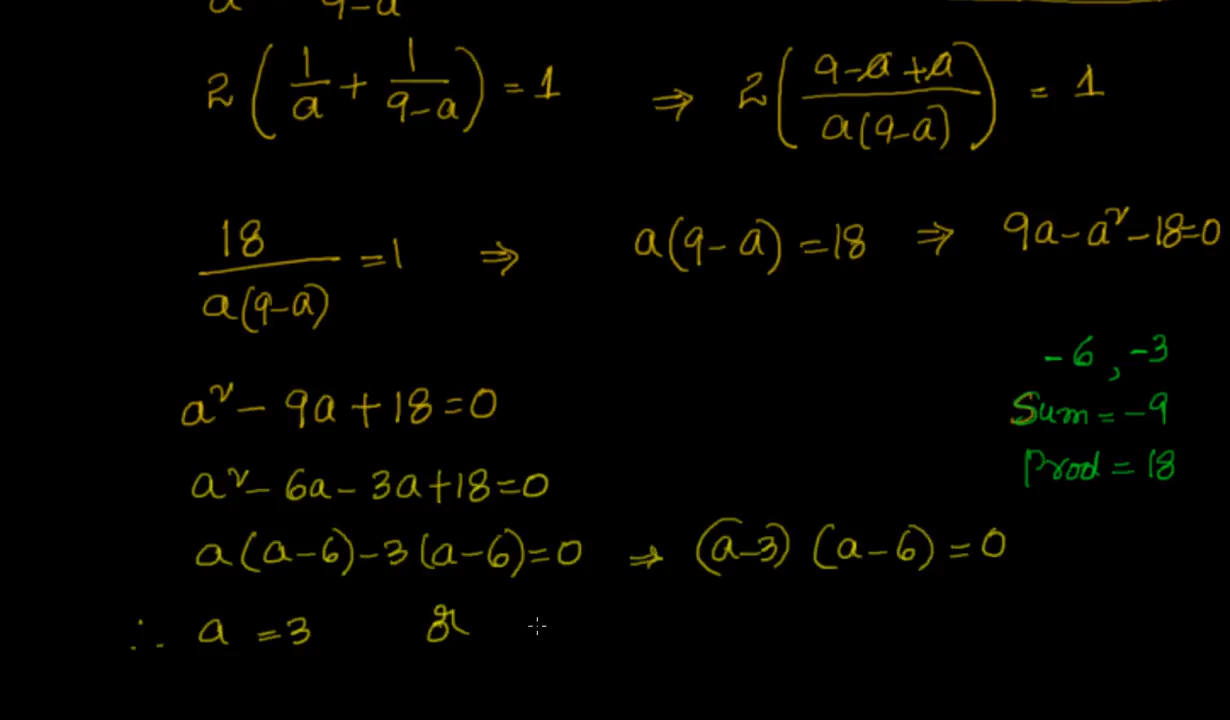 a 9-a
2 ( 1/a + 1/(9-a) ) = 1 ⇒ 2 ( (9-a+a) / (a(9-a)) ) = 1
18 / (a(9-a)) = 1 ⇒ a(9-a) = 18 ⇒ 9a - a² - 18 = 0
-6 , -3
a² - 9a + 18 = 0 Sum = -9
a² - 6a - 3a + 18 = 0 Prod = 18
a(a-6) - 3(a-6) = 0 ⇒ (a-3) (a-6) = 0
∴ a = 3 or